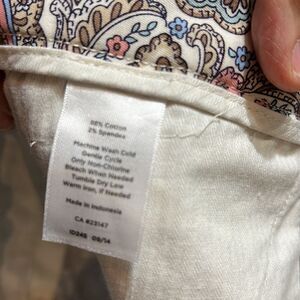 98% Cotton
2% Spandex
Machine Wash Cold
Gentle Cycle
Only Non-Chlorine
Bleach When Needed
Tumble Dry Low
Warm Iron, If Needed
Made in Indonesia
CA #23147
ID24S 09/14